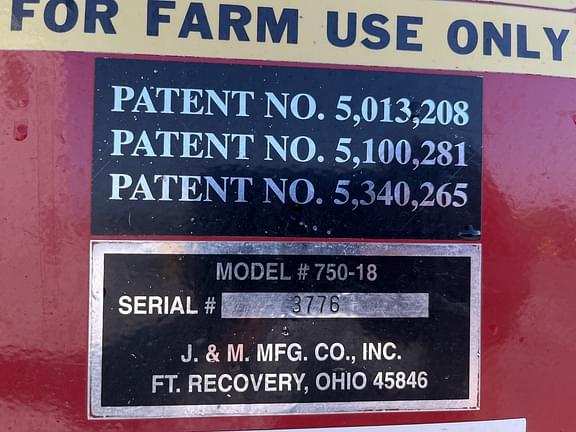 FOR FARM USE ONLY
PATENT NO. 5,013,208
PATENT NO. 5,100,281
PATENT NO. 5,340,265
MODEL # 750-18
SERIAL # 3776
J. & M. MFG. CO., INC.
FT. RECOVERY, OHIO 45846